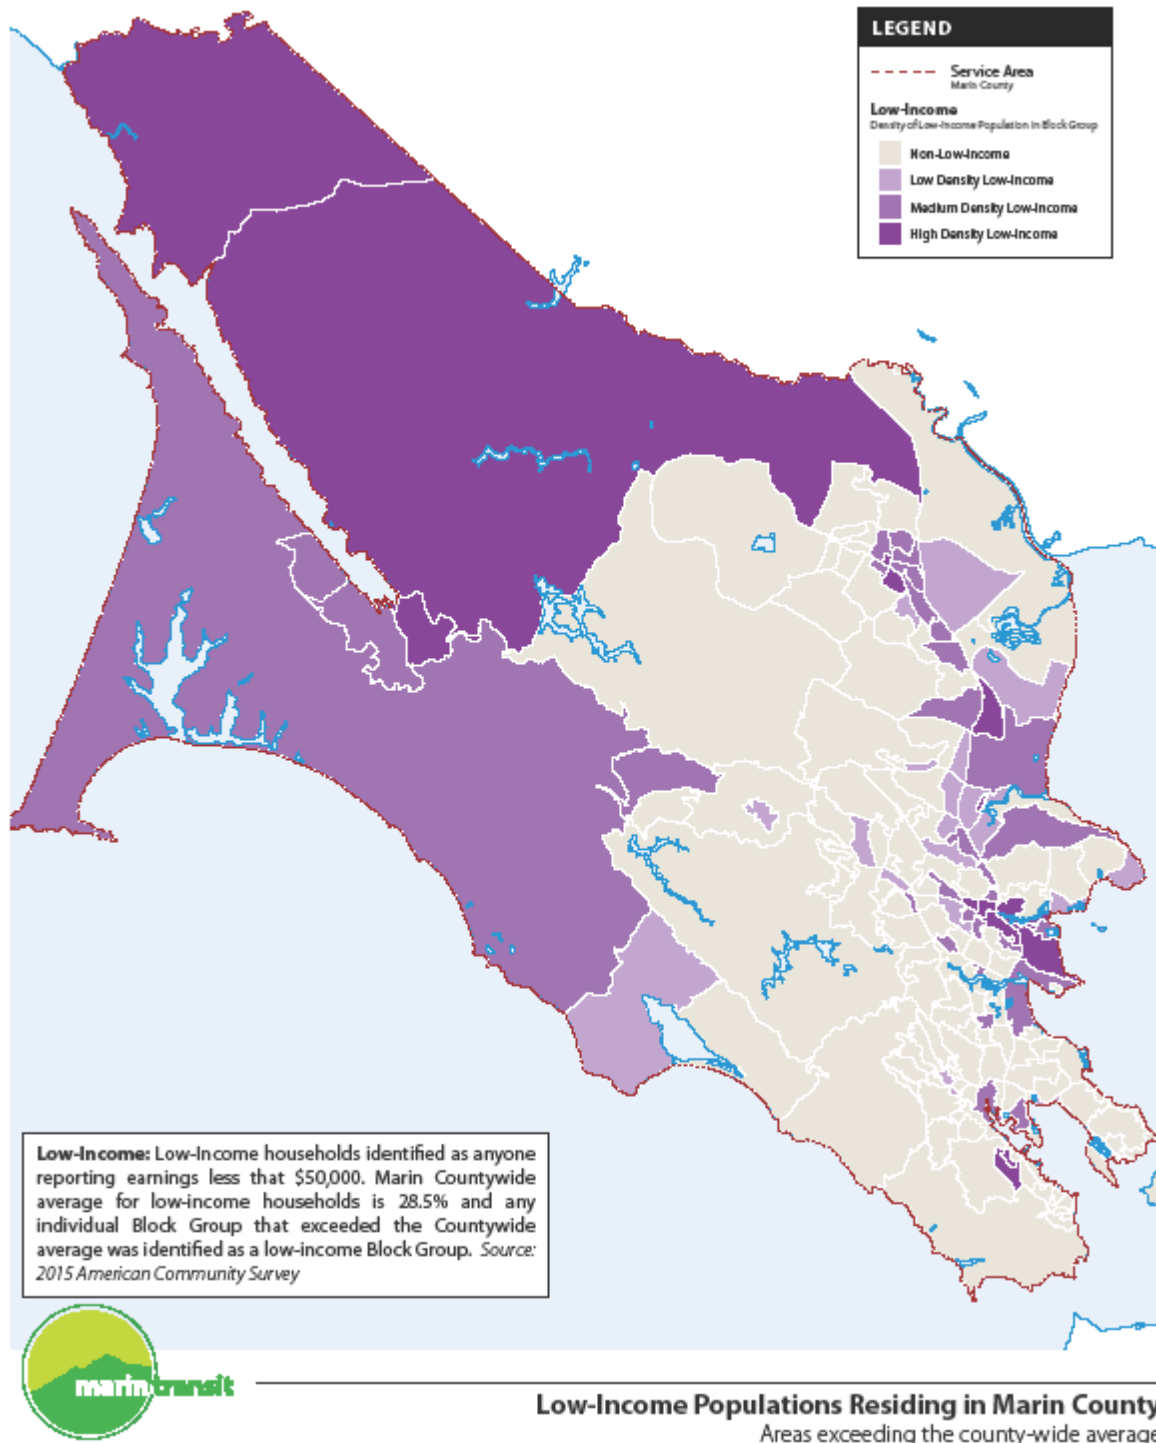 LEGEND
Service Area
Marin County
Low-Income
Density of Low-Income Population in Block Group
Non-Low-Income
Low Density Low-Income
Medium Density Low-Income
High Density Low-Income
Low-Income: Low-Income households identified as anyone
reporting earnings less that $50,000. Marin Countywide
average for low-income households is 28.5% and any
individual Block Group that exceeded the Countywide
average was identified as a low-income Block Group. Source:
2015 American Community Survey
marintransit
Low-Income Populations Residing in Marin County
Areas exceeding the county-wide average